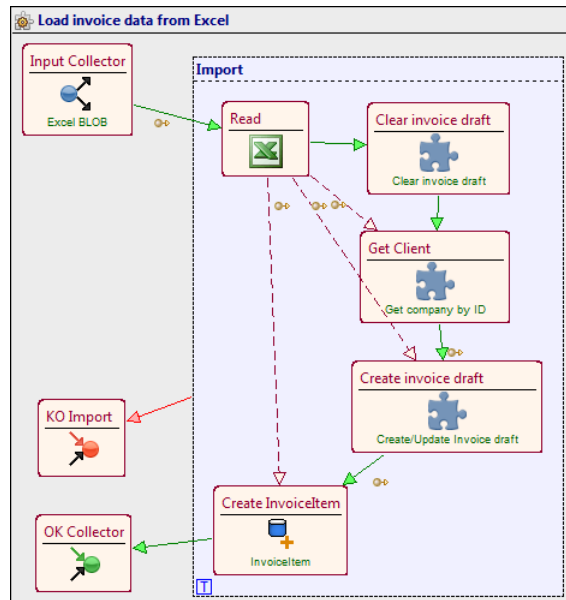 Load invoice data from Excel
Input Collector
Excel BLOB
Import
Read
Clear invoice draft
Clear invoice draft
Get Client
Get company by ID
Create invoice draft
Create/Update Invoice draft
KO Import
Create InvoiceItem
InvoiceItem
OK Collector
T